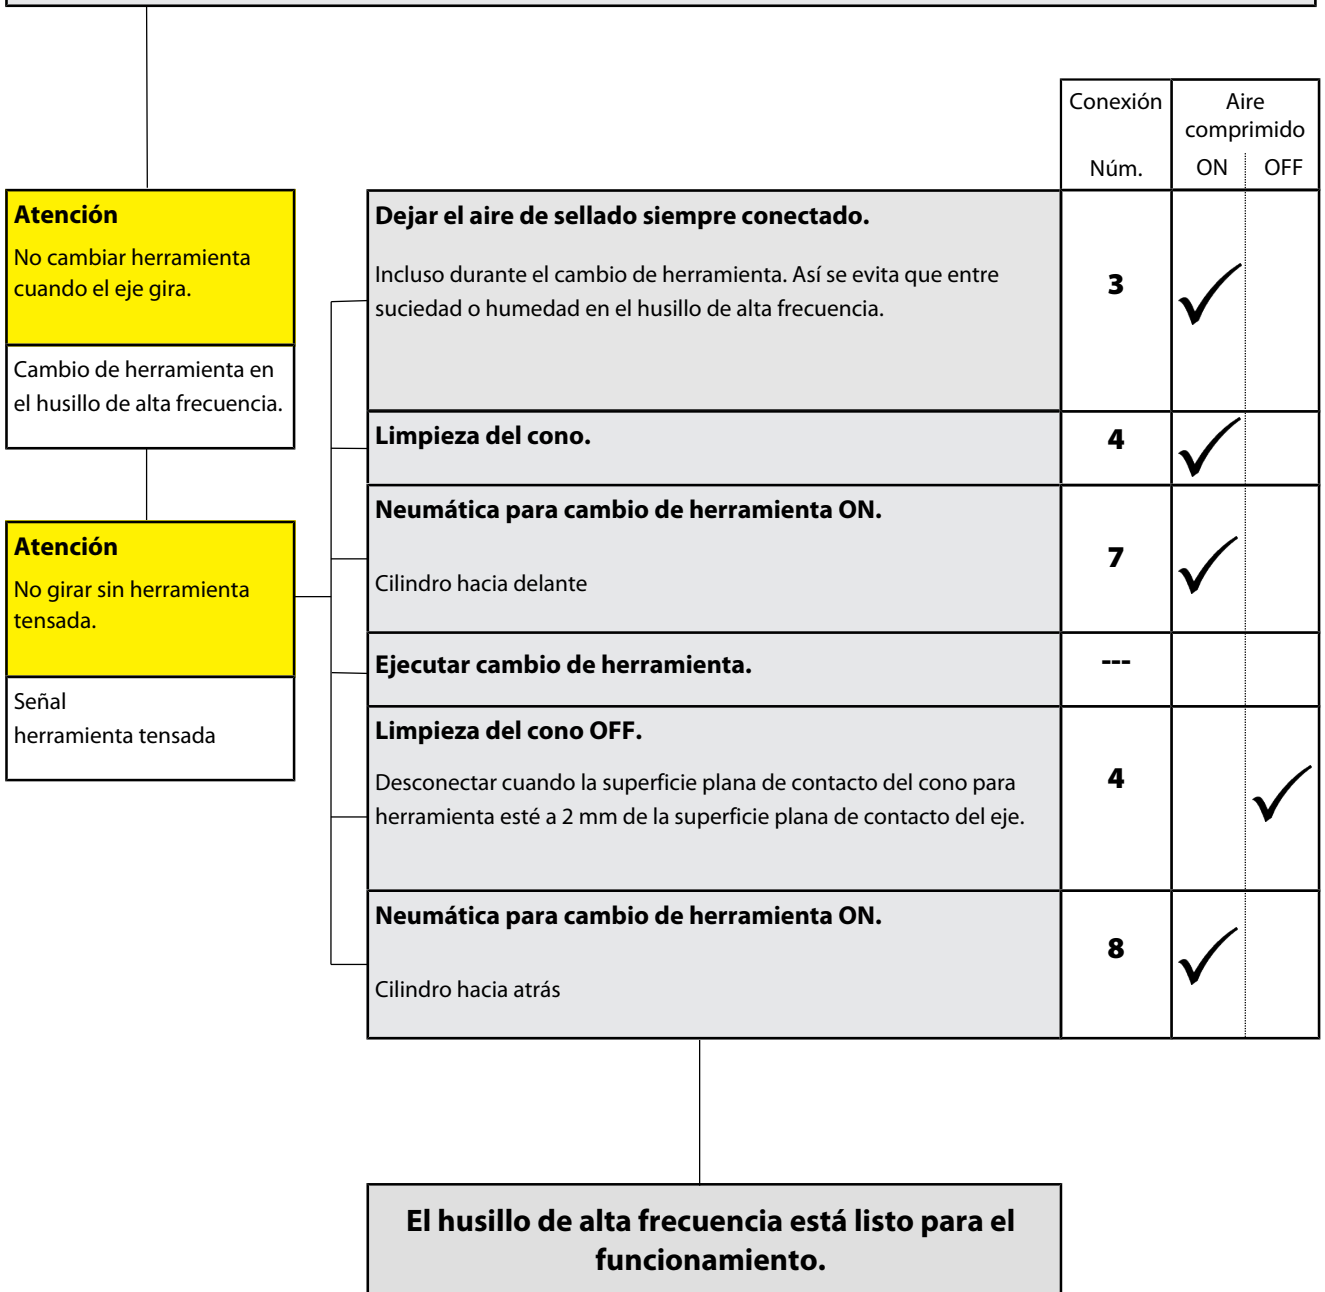 Conexión
Aire
comprimido
Núm.
ON
OFF
Atención
No cambiar herramienta
cuando el eje gira.
Cambio de herramienta en
el husillo de alta frecuencia.
Atención
No girar sin herramienta
tensada.
Señal
herramienta tensada
Dejar el aire de sellado siempre conectado.
Incluso durante el cambio de herramienta. Así se evita que entre
suciedad o humedad en el husillo de alta frecuencia.
3
Limpieza del cono.
4
Neumática para cambio de herramienta ON.
Cilindro hacia delante
7
Ejecutar cambio de herramienta.
---
Limpieza del cono OFF.
Desconectar cuando la superficie plana de contacto del cono para
herramienta esté a 2 mm de la superficie plana de contacto del eje.
4
Neumática para cambio de herramienta ON.
Cilindro hacia atrás
8
El husillo de alta frecuencia está listo para el
funcionamiento.